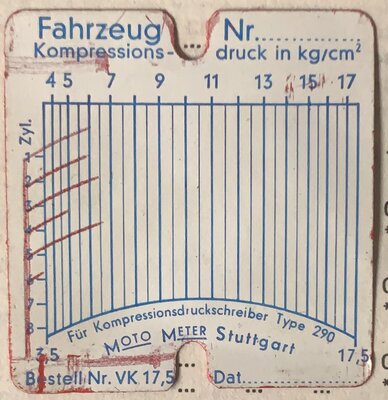 Fahrzeug Nr.
Kompressions- druck in kg/cm²
4 5 7 9 11 13 15 17
Zyl.
1
2
3
4
5
6
7
8
3,5 17,5
Für Kompressionsdruckschreiber Type 290
MOTO METER Stuttgart
Bestell Nr. VK 17,5 Dat.